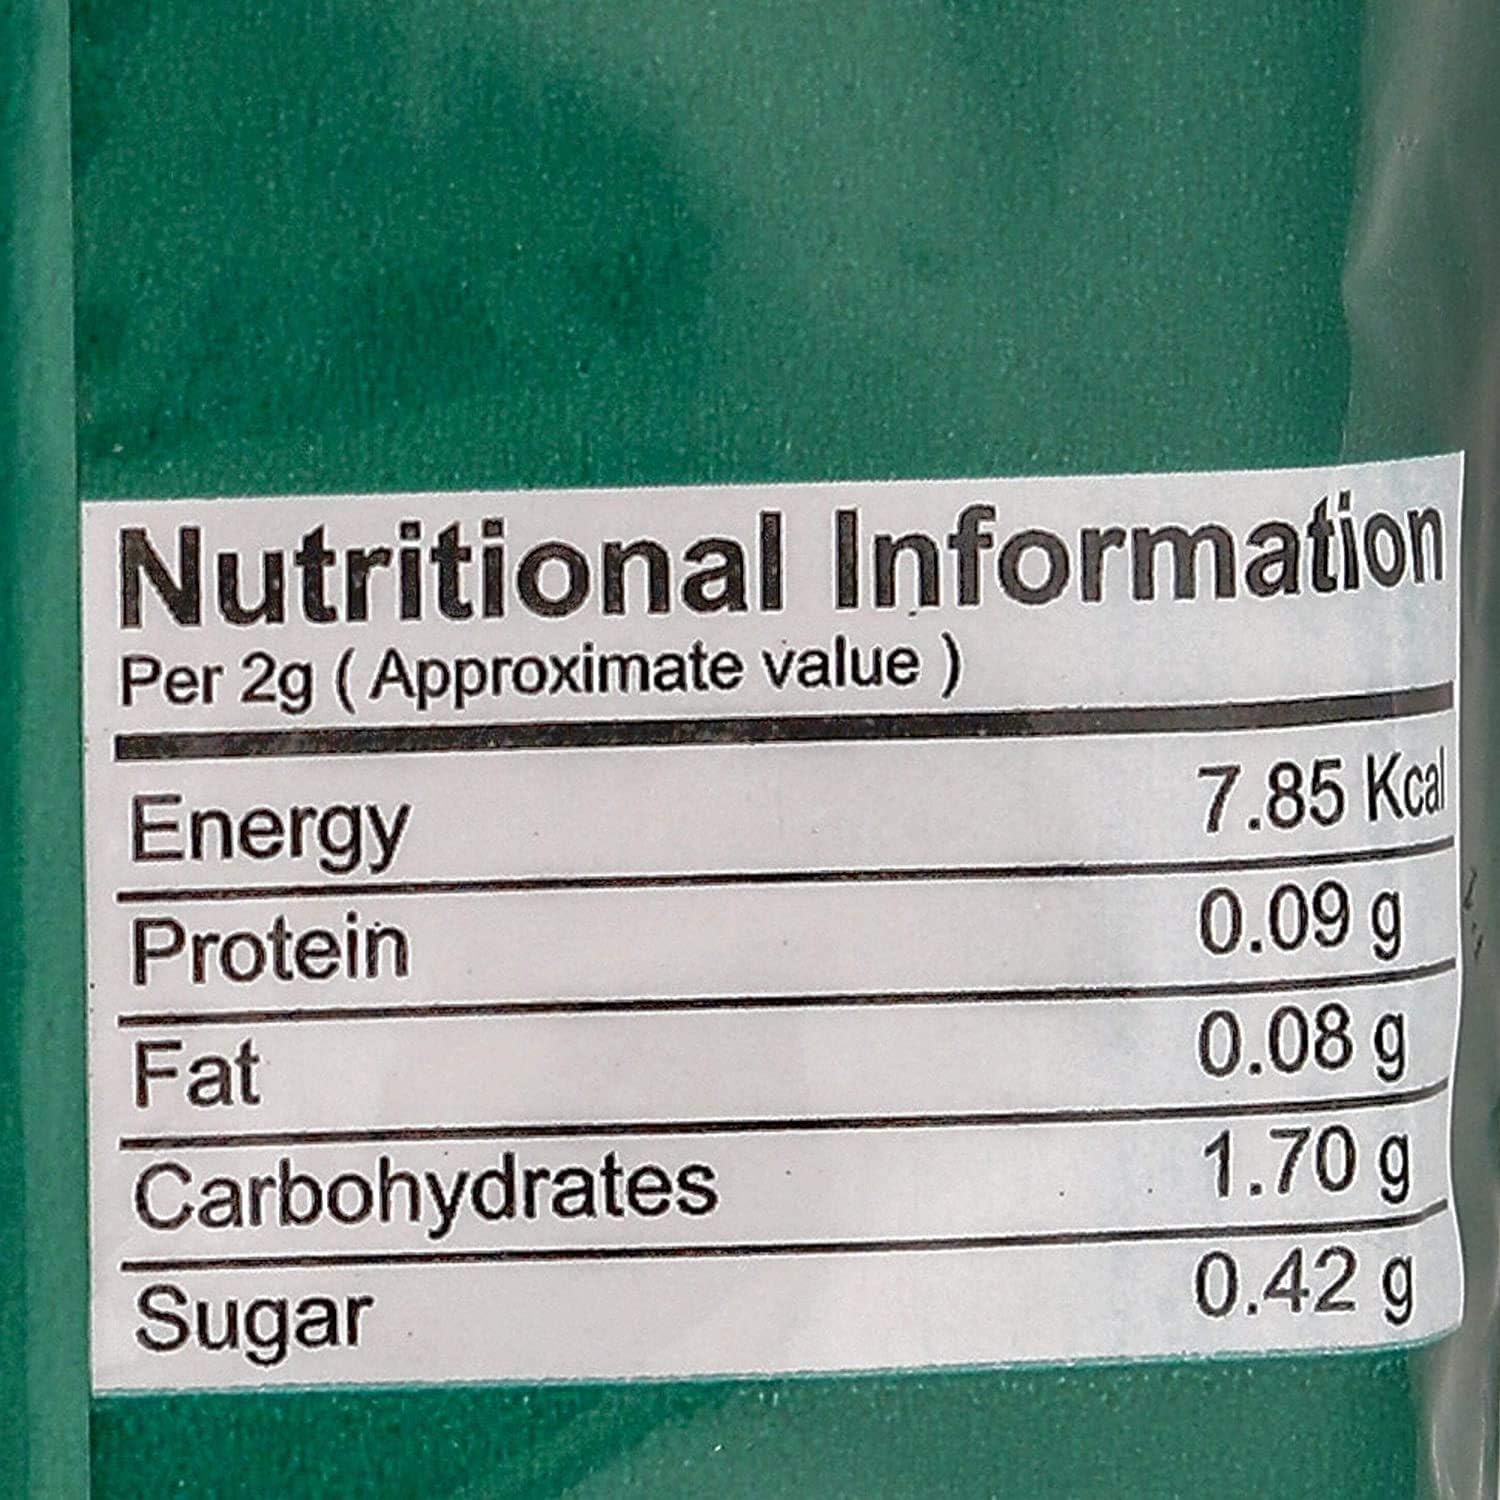 Nutritional Information
Per 2g ( Approximate value )
Energy 7.85 Kcal
Protein 0.09 g
Fat 0.08 g
Carbohydrates 1.70 g
Sugar 0.42 g